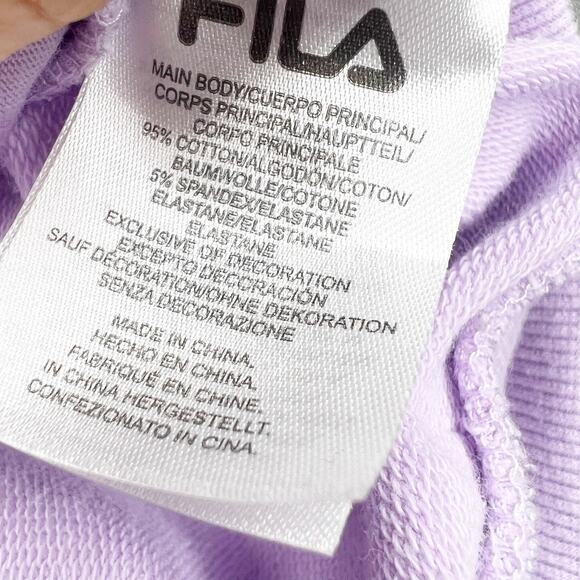 FILA
MAIN BODY/CUERPO PRINCIPAL/
CORPS PRINCIPAL/HAUPTTEIL/
CORPO PRINCIPALE
95% COTTON/ALGODÓN/COTON/
BAUMWOLLE/COTONE
5% SPANDEX/ELASTANE
ELASTANE/ELASTANE
ELASTANE
EXCLUSIVE OF DECORATION
EXCEPTO DECORACIÓN
SAUF DÉCORATION/OHNE DEKORATION
SENZA DECORAZIONE
MADE IN CHINA.
HECHO EN CHINA.
FABRIQUÉ EN CHINE.
IN CHINA HERGESTELLT.
CONFEZIONATO IN CINA.